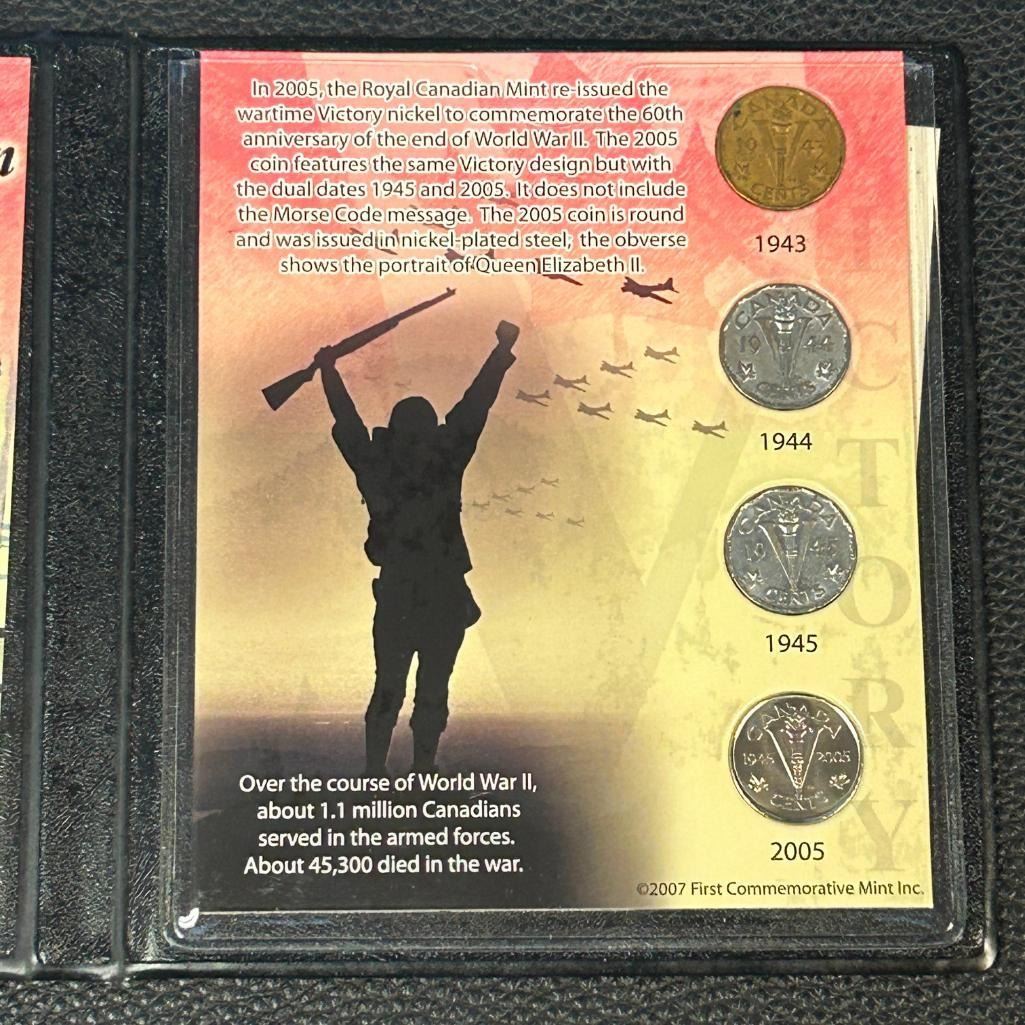 n
In 2005, the Royal Canadian Mint re-issued the
wartime Victory nickel to commemorate the 60th
anniversary of the end of World War II. The 2005
coin features the same Victory design but with
the dual dates 1945 and 2005. It does not include
the Morse Code message. The 2005 coin is round
and was issued in nickel-plated steel; the obverse
shows the portrait of Queen Elizabeth II.
CANADA
19 43
CENTS
1943
CANADA
19 44
CENTS
1944
CANADA
19 45
CENTS
1945
CANADA
1945 2005
CENTS
2005
CTORY
Over the course of World War II,
about 1.1 million Canadians
served in the armed forces.
About 45,300 died in the war.
©2007 First Commemorative Mint Inc.